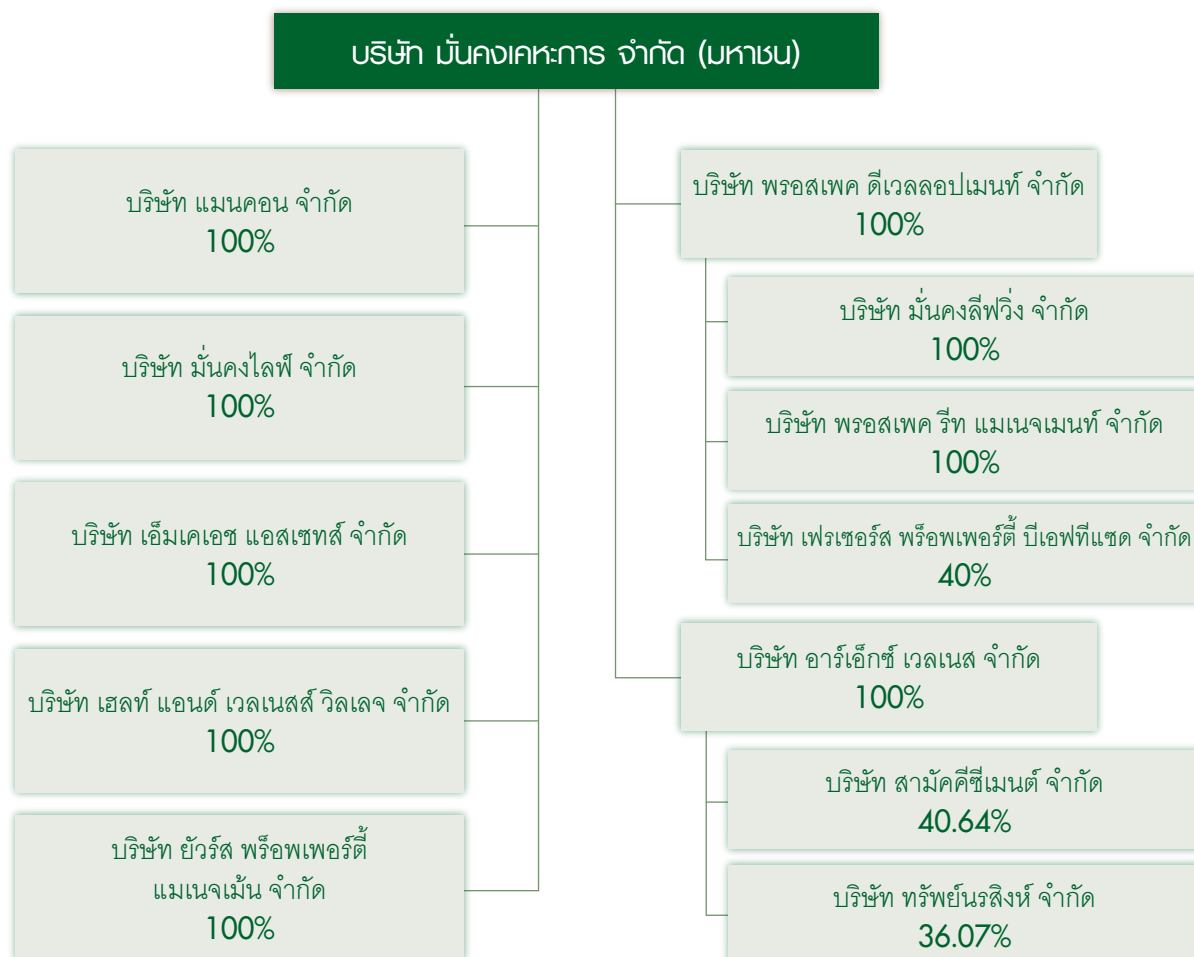 บริษัท มั่นคงเคหะการ จำกัด (มหาชน)
บริษัท แมนคอน จำกัด
100%
บริษัท มั่นคงไลฟ์ จำกัด
100%
บริษัท เอ็มเคเอช แอสเซทส์ จำกัด
100%
บริษัท เฮลท์ แอนด์ เวลเนสส์ วิลเลจ จำกัด
100%
บริษัท ยัวร์ส พร็อพเพอร์ตี้
แมเนจเม้น จำกัด
100%
บริษัท พรอสเพค ดีเวลลอปเมนท์ จำกัด
100%
บริษัท มั่นคงลีฟวิ่ง จำกัด
100%
บริษัท พรอสเพค รีท แมเนจเมนท์ จำกัด
100%
บริษัท เฟรเซอร์ส พร็อพเพอร์ตี้ บีเอฟทีแซด จำกัด
40%
บริษัท อาร์เอ็กซ์ เวลเนส จำกัด
100%
บริษัท สามัคคีซีเมนต์ จำกัด
40.64%
บริษัท ทรัพย์นรสิงห์ จำกัด
36.07%